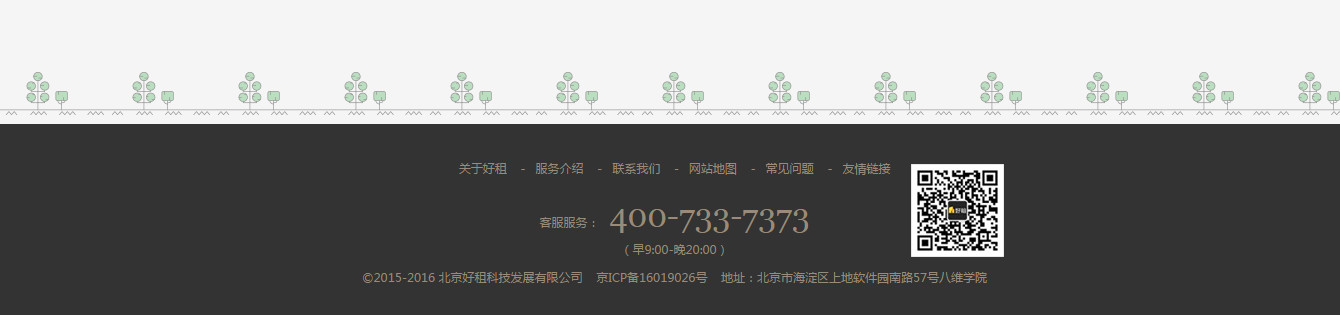 关于好租 - 服务介绍 - 联系我们 - 网站地图 - 常见问题 - 友情链接
好租
客服服务： 400-733-7373
（早9:00-晚20:00）
©2015-2016 北京好租科技发展有限公司 京ICP备16019026号 地址：北京市海淀区上地软件园南路57号八维学院